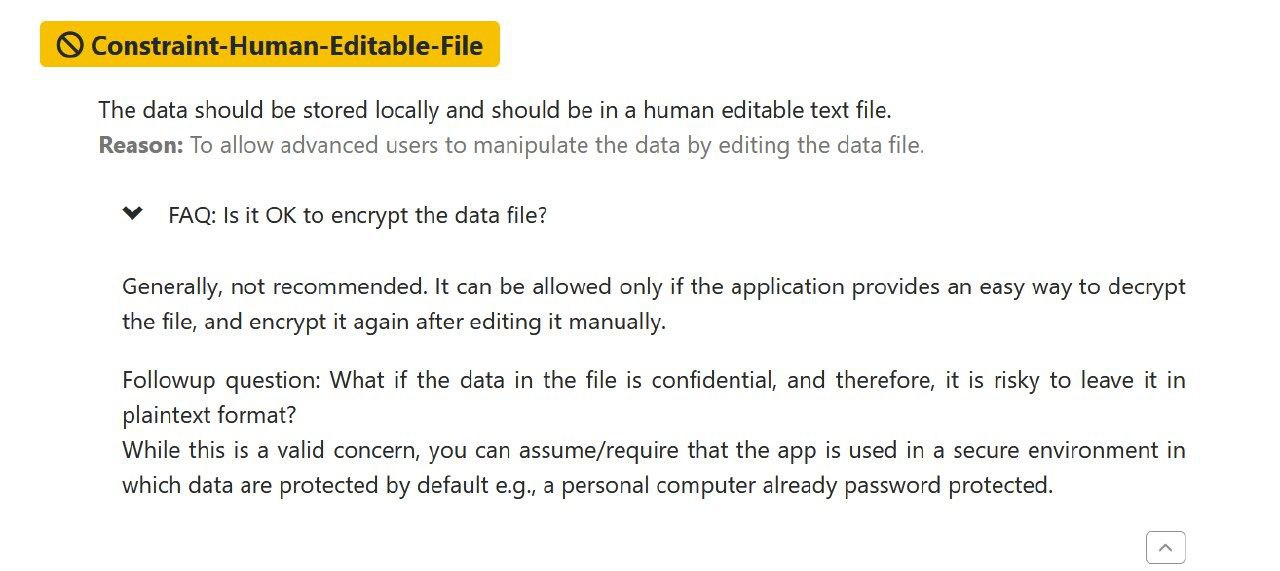 Constraint-Human-Editable-File
The data should be stored locally and should be in a human editable text file.
Reason: To allow advanced users to manipulate the data by editing the data file.
FAQ: Is it OK to encrypt the data file?
Generally, not recommended. It can be allowed only if the application provides an easy way to decrypt
the file, and encrypt it again after editing it manually.
Followup question: What if the data in the file is confidential, and therefore, it is risky to leave it in
plaintext format?
While this is a valid concern, you can assume/require that the app is used in a secure environment in
which data are protected by default e.g., a personal computer already password protected.